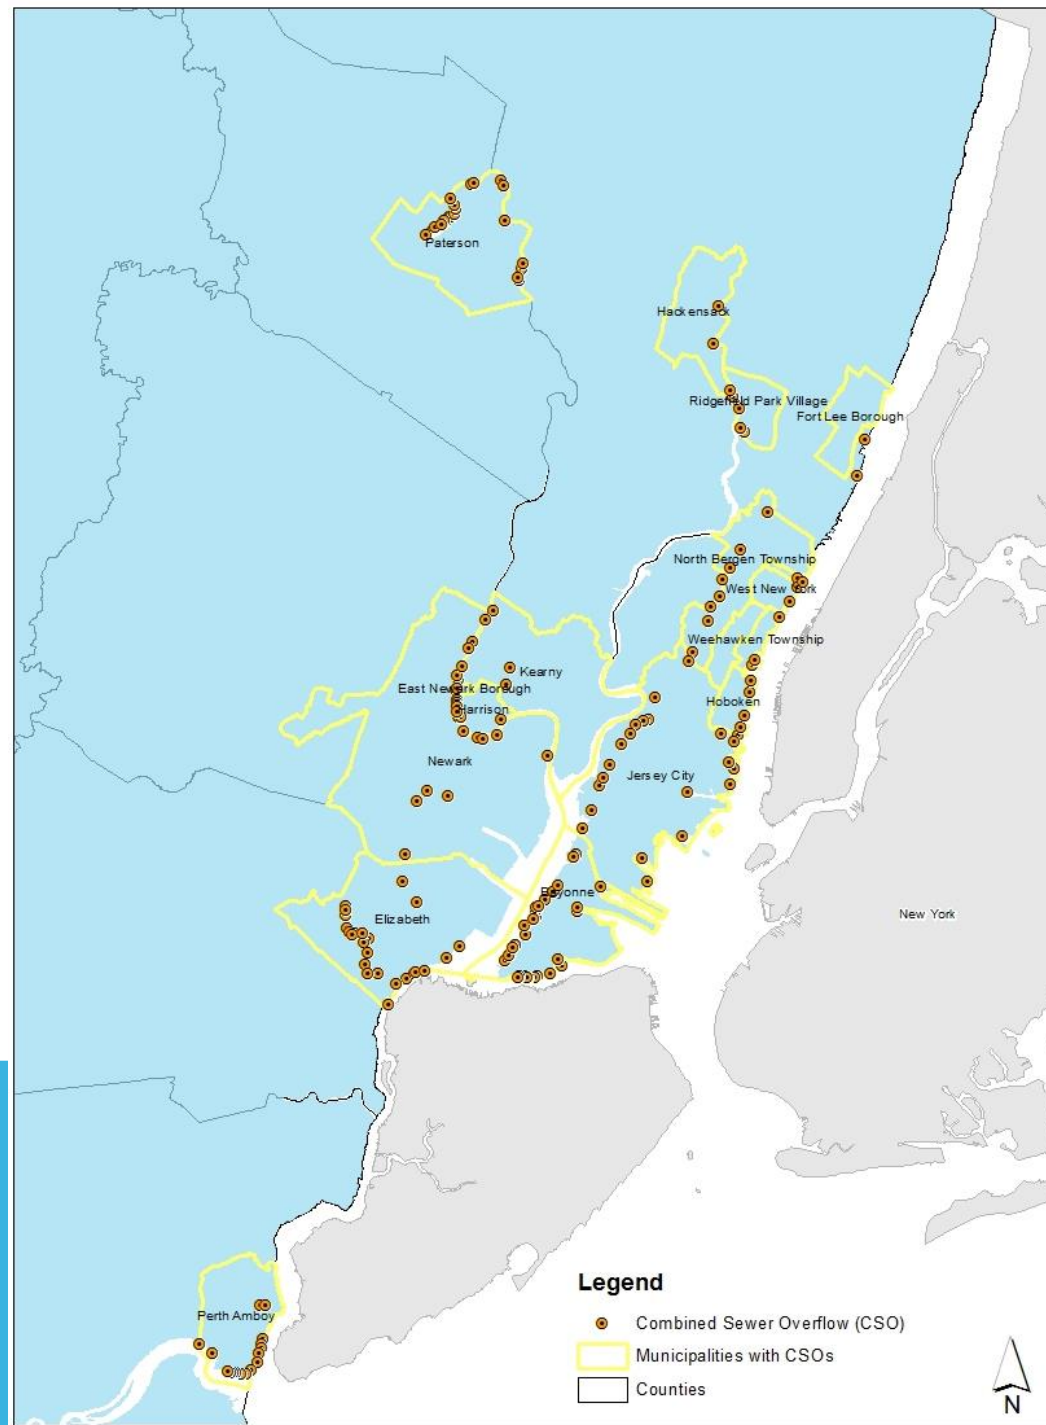 Paterson
Hackensack
Ridgefield Park Village
Fort Lee Borough
North Bergen Township
West New York
Weehawken Township
Kearny
East Newark Borough
Harrison
Hoboken
Newark
Jersey City
Bayonne
Elizabeth
New York
Perth Amboy
Legend
Combined Sewer Overflow (CSO)
Municipalities with CSOs
Counties
N